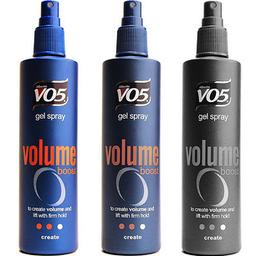 VO5
gel spray
volume
boost
to create volume and
lift with firm hold
create
VO5
gel spray
volume
boost
to create volume and
lift with firm hold
create
VO5
gel spray
volume
boost
to create volume and
lift with firm hold
create